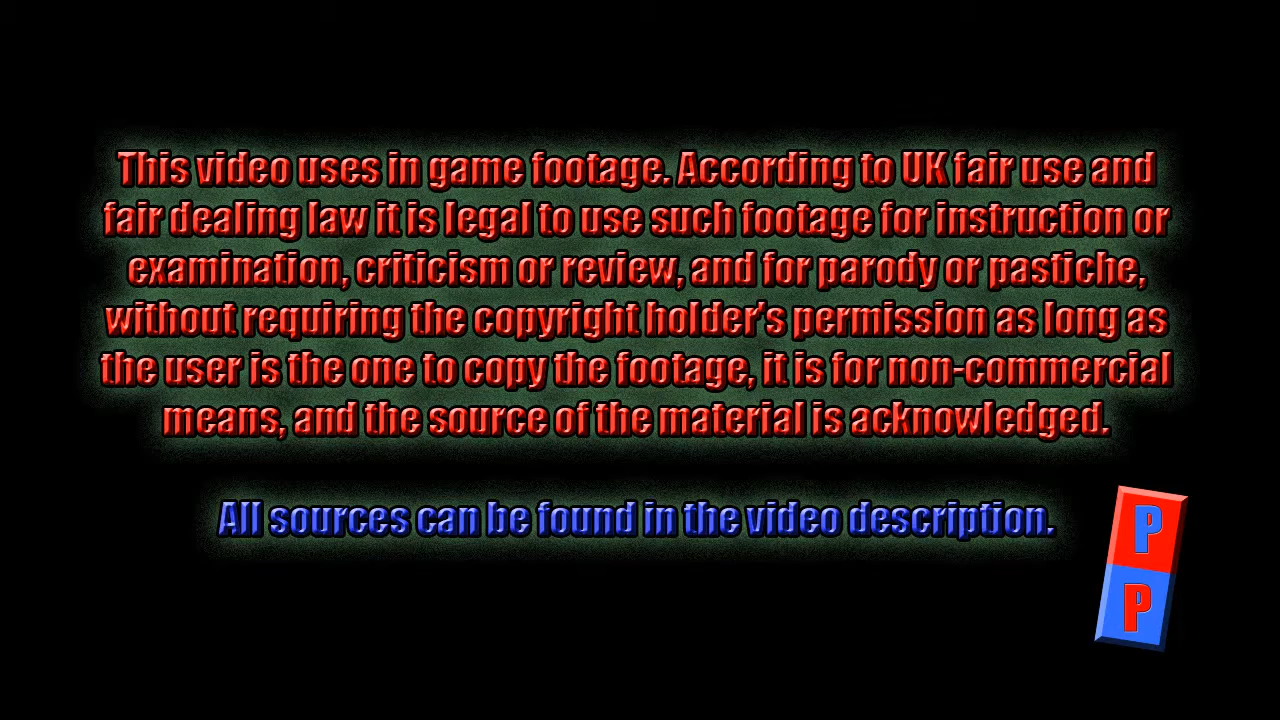 This video uses in game footage. According to UK fair use and
fair dealing law it is legal to use such footage for instruction or
examination, criticism or review, and for parody or pastiche,
without requiring the copyright holder's permission as long as
the user is the one to copy the footage, it is for non-commercial
means, and the source of the material is acknowledged.
All sources can be found in the video description.
P
P